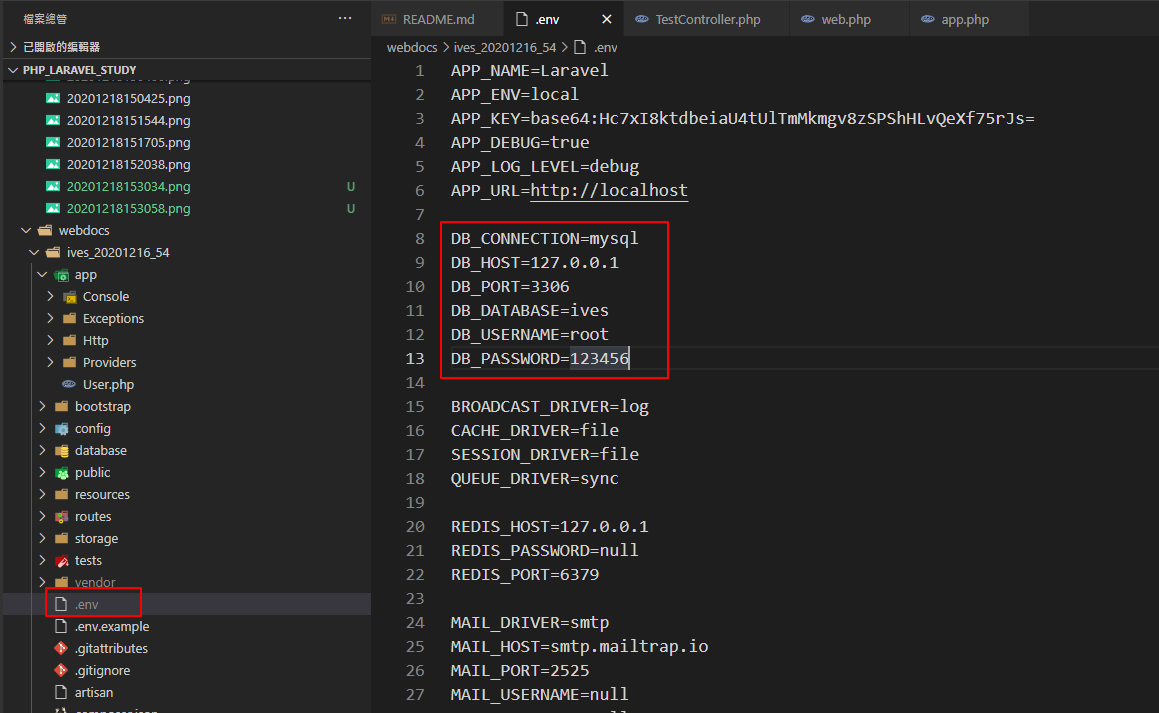 檔案總管
···
已開啟的編輯器
PHP_LARAVEL_STUDY
20201218150425.png
20201218151544.png
20201218151705.png
20201218152038.png
20201218153034.png U
20201218153058.png U
webdocs
ives_20201216_54
app
Console
Exceptions
Http
Providers
User.php
bootstrap
config
database
public
resources
routes
storage
tests
vendor
.env
.env.example
.gitattributes
.gitignore
artisan
README.md
.env
TestController.php
web.php
app.php
webdocs > ives_20201216_54 > .env
1 APP_NAME=Laravel
2 APP_ENV=local
3 APP_KEY=base64:Hc7xI8ktdbeiaU4tUlTmMkmgv8zSPShHLvQeXf75rJs=
4 APP_DEBUG=true
5 APP_LOG_LEVEL=debug
6 APP_URL=http://localhost
7
8 DB_CONNECTION=mysql
9 DB_HOST=127.0.0.1
10 DB_PORT=3306
11 DB_DATABASE=ives
12 DB_USERNAME=root
13 DB_PASSWORD=123456
14
15 BROADCAST_DRIVER=log
16 CACHE_DRIVER=file
17 SESSION_DRIVER=file
18 QUEUE_DRIVER=sync
19
20 REDIS_HOST=127.0.0.1
21 REDIS_PASSWORD=null
22 REDIS_PORT=6379
23
24 MAIL_DRIVER=smtp
25 MAIL_HOST=smtp.mailtrap.io
26 MAIL_PORT=2525
27 MAIL_USERNAME=null